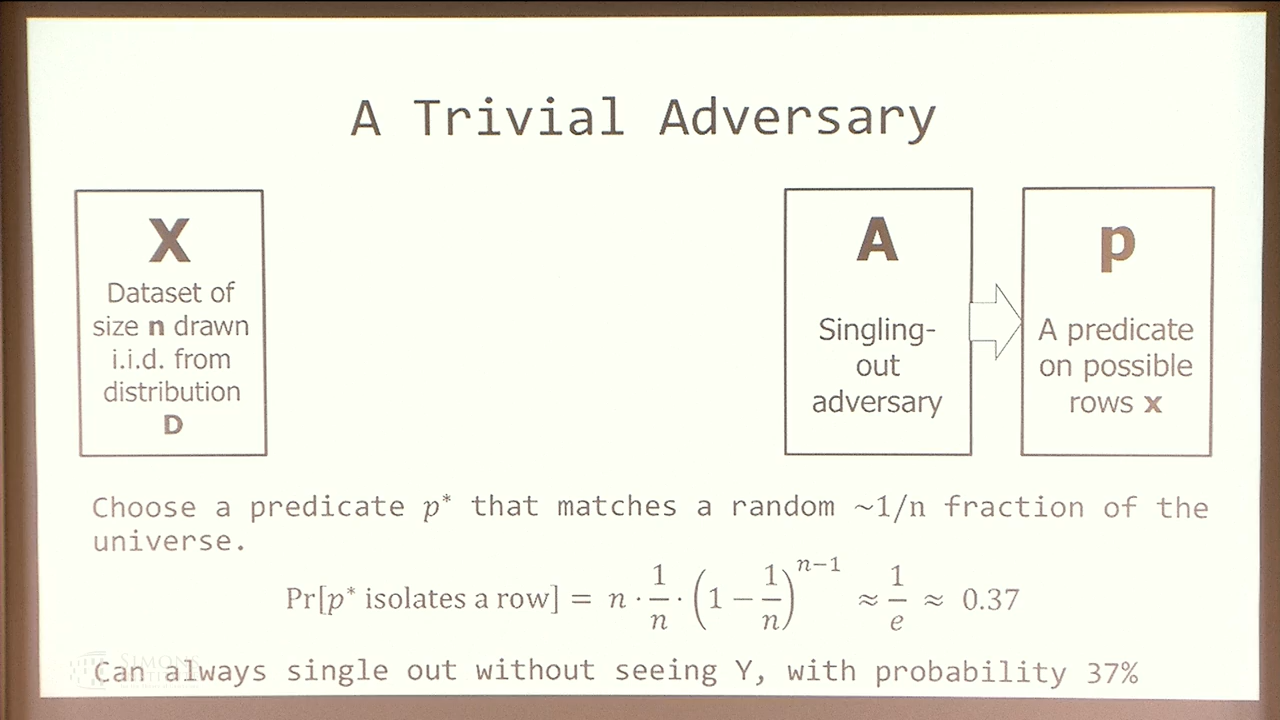 A Trivial Adversary
X
Dataset of
size n drawn
i.i.d. from
distribution
D
A
Singling-
out
adversary
p
A predicate
on possible
rows x
Choose a predicate p* that matches a random ~1/n fraction of the
universe.
Pr[p* isolates a row] = n · 1/n · (1 − 1/n)^{n−1} ≈ 1/e ≈ 0.37
Can always single out without seeing Y, with probability 37%
SIMONS